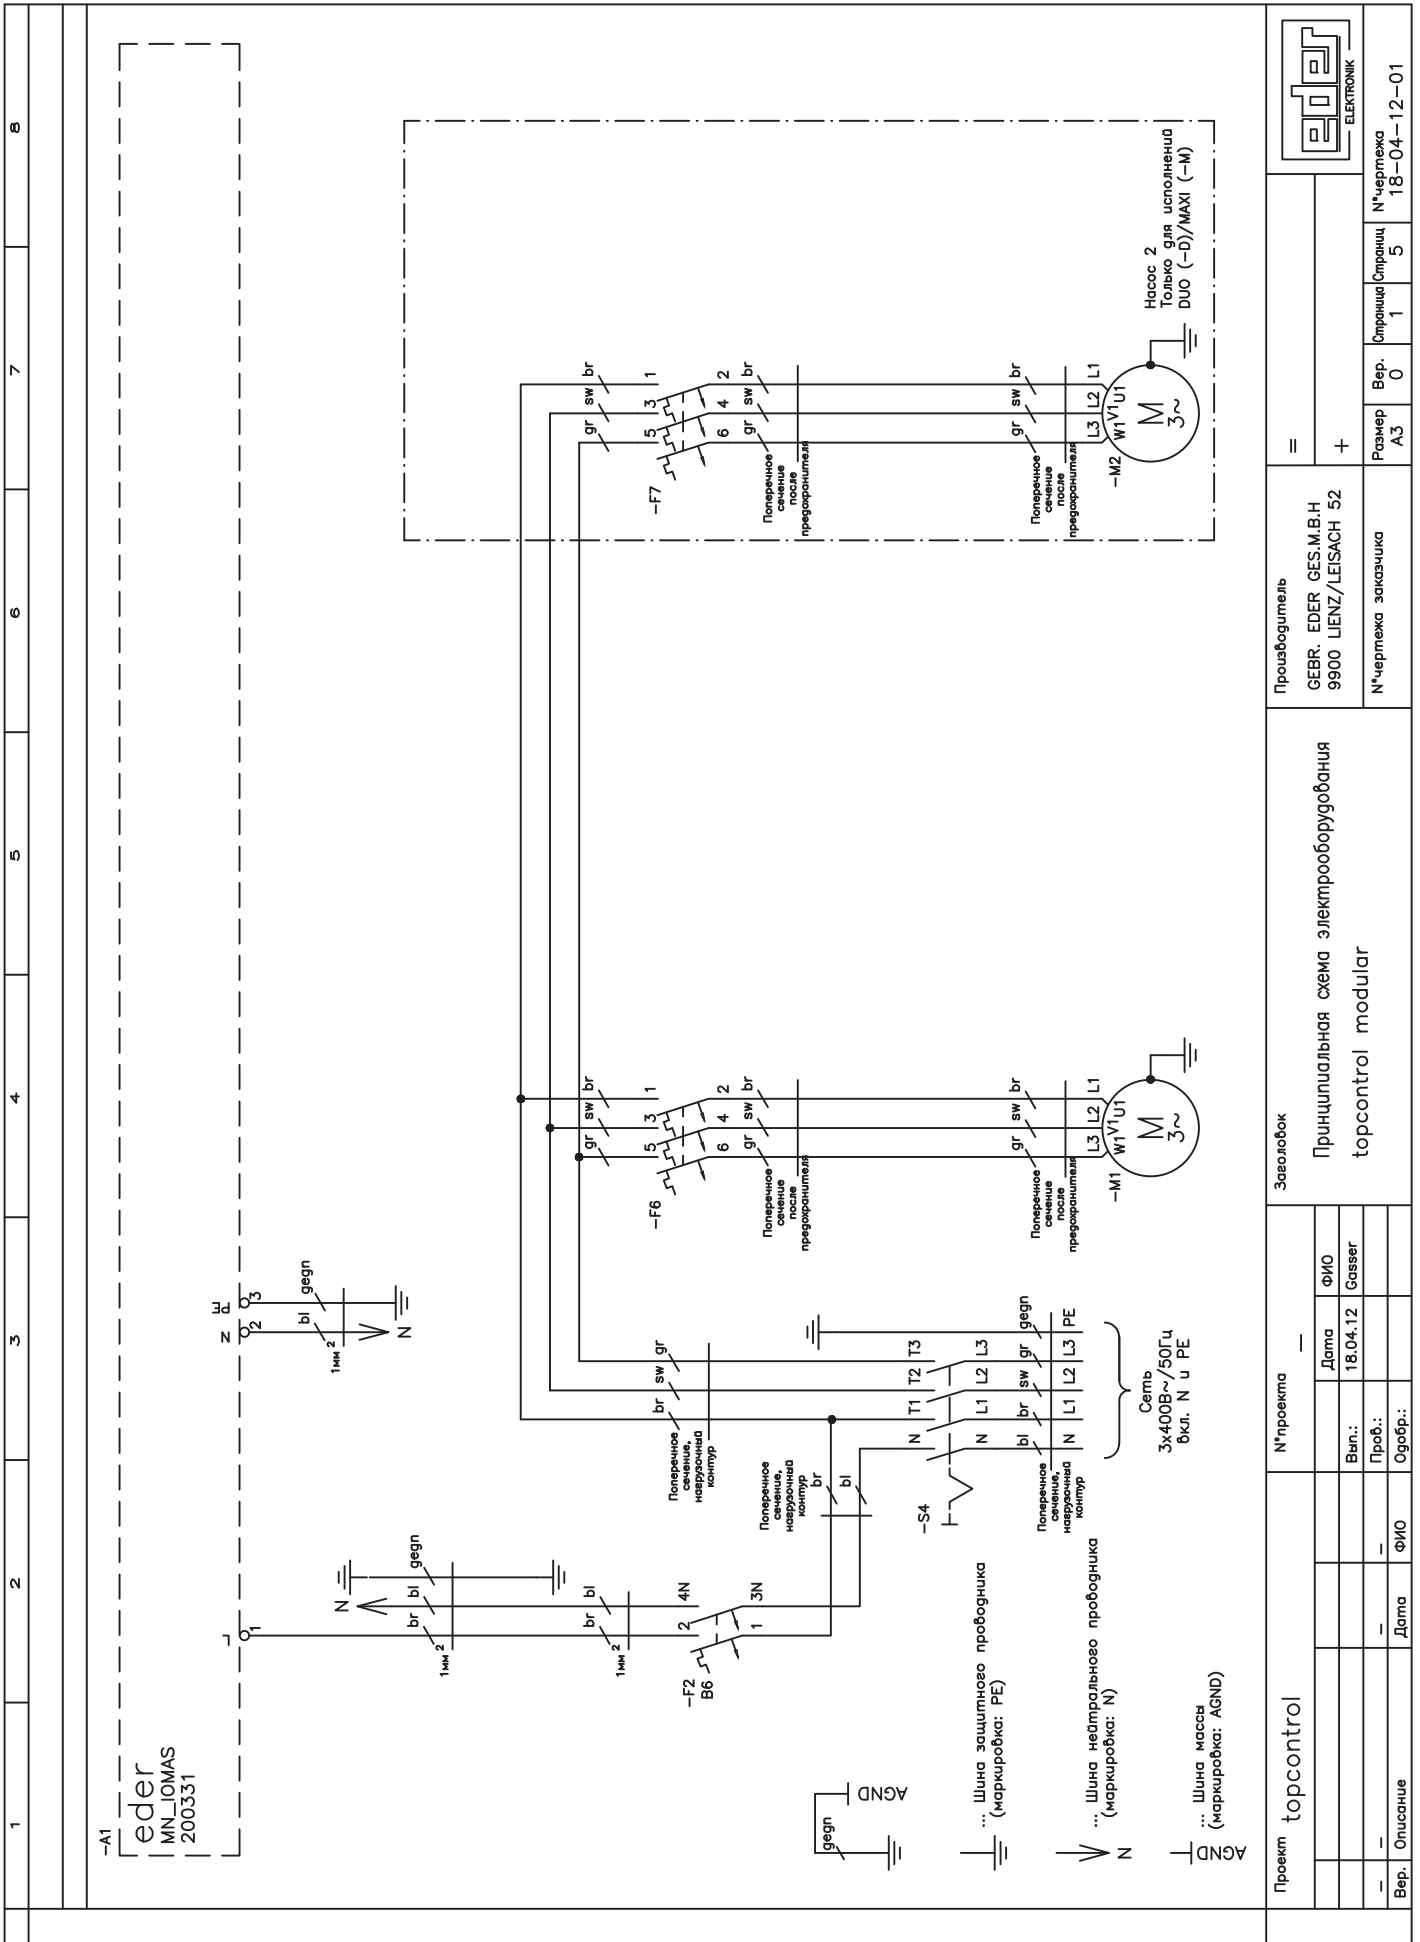 1
2
3
4
5
6
7
8
-A1
eder
MN_IOMAS
200331
L
1
N
2
PE
3
bl
gegn
1мм 2
N
N
br
bl
gegn
1мм 2
br
bl
1мм 2
2
4N
-F2
B6
1
3N
Поперечное
сечение,
нагрузочный
контур
br
sw
gr
Поперечное
сечение,
нагрузочный
контур
br
bl
-S4
N
T1
T2
T3
N
L1
L2
L3
Поперечное
сечение,
нагрузочный
контур
bl
br
sw
gr
gegn
N
L1
L2
L3
PE
Сеть
3x400В~/50Гц
вкл. N и PE
gr
sw
br
5
3
1
-F6
6
4
2
gr
sw
br
Поперечное
сечение
после
предохранителя
Поперечное
сечение
после
предохранителя
gr
sw
br
L3
L2
L1
W1
V1
U1
-M1
M
3~
gr
sw
br
5
3
1
-F7
6
4
2
gr
sw
br
Поперечное
сечение
после
предохранителя
Поперечное
сечение
после
предохранителя
gr
sw
br
L3
L2
L1
W1
V1
U1
-M2
M
3~
Насос 2
Только для исполнений
DUO (-D)/MAXI (-M)
gegn
AGND
... Шина защитного проводника
(маркировка: PE)
N
... Шина нейтрального проводника
(маркировка: N)
AGND
... Шина массы
(маркировка: AGND)
Проект
topcontrol
N°проекта
-
Дата
ФИО
Вып.:
18.04.12
Gasser
Проб.:
Одобр.:
-
-
-
-
Вер.
Описание
Дата
ФИО
Заголовок
Принципиальная схема электрооборудования
topcontrol modular
Производитель
GEBR. EDER GES.M.B.H
9900 LIENZ/LEISACH 52
N°чертежа заказчика
=
+
eder
ELEKTRONIK
Размер
A3
Вер.
0
Страница
1
Страниц
5
N°чертежа
18-04-12-01